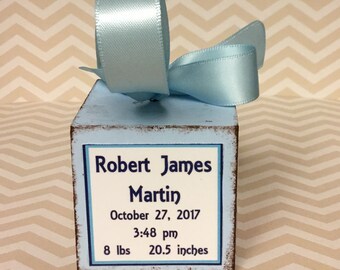 Robert James
Martin
October 27, 2017
3:48 pm
8 lbs 20.5 inches